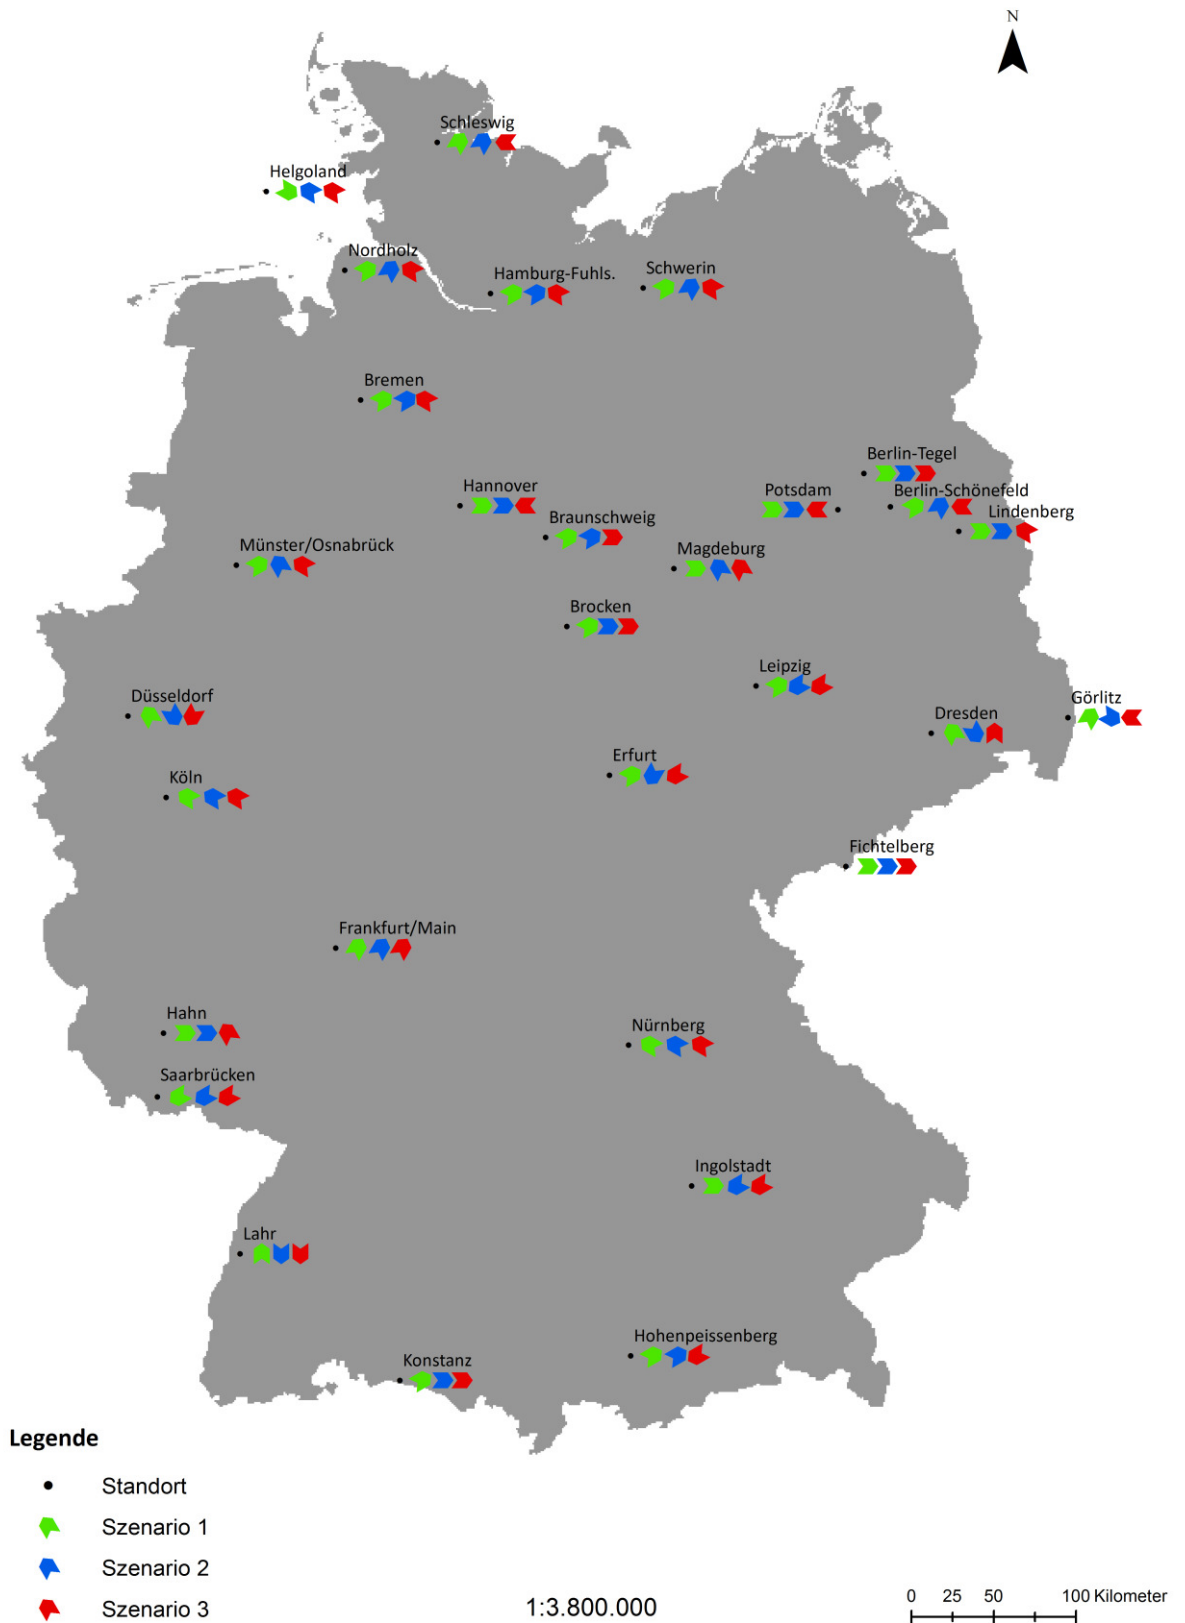 N
Schleswig
Helgoland
Nordholz
Hamburg-Fuhls.
Schwerin
Bremen
Berlin-Tegel
Hannover
Potsdam
Berlin-Schönefeld
Braunschweig
Lindenberg
Münster/Osnabrück
Magdeburg
Brocken
Leipzig
Düsseldorf
Görlitz
Dresden
Erfurt
Köln
Fichtelberg
Frankfurt/Main
Hahn
Nürnberg
Saarbrücken
Ingolstadt
Lahr
Hohenpeissenberg
Konstanz
Legende
Standort
Szenario 1
Szenario 2
Szenario 3
1:3.800.000
0 25 50 100 Kilometer